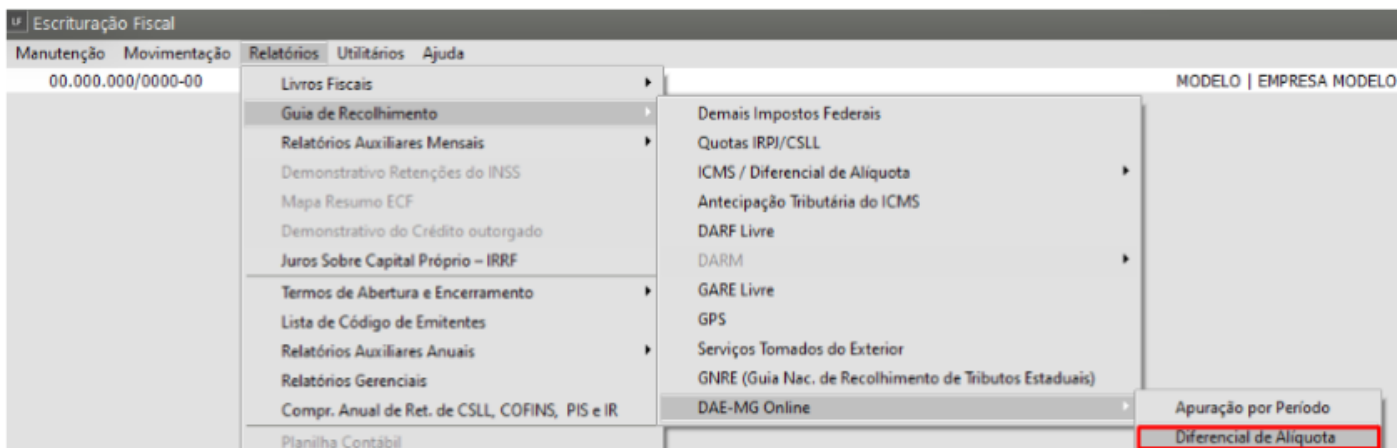 LF Escrituração Fiscal
Manutenção Movimentação Relatórios Utilitários Ajuda
00.000.000/0000-00
MODELO | EMPRESA MODELO
Livros Fiscais
Guia de Recolhimento
Relatórios Auxiliares Mensais
Demonstrativo Retenções do INSS
Mapa Resumo ECF
Demonstrativo do Crédito outorgado
Juros Sobre Capital Próprio – IRRF
Termos de Abertura e Encerramento
Lista de Código de Emitentes
Relatórios Auxiliares Anuais
Relatórios Gerenciais
Compr. Anual de Ret. de CSLL, COFINS, PIS e IR
Planilha Contábil
Demais Impostos Federais
Quotas IRPJ/CSLL
ICMS / Diferencial de Alíquota
Antecipação Tributária do ICMS
DARF Livre
DARM
GARE Livre
GPS
Serviços Tomados do Exterior
GNRE (Guia Nac. de Recolhimento de Tributos Estaduais)
DAE-MG Online
Apuração por Período
Diferencial de Alíquota